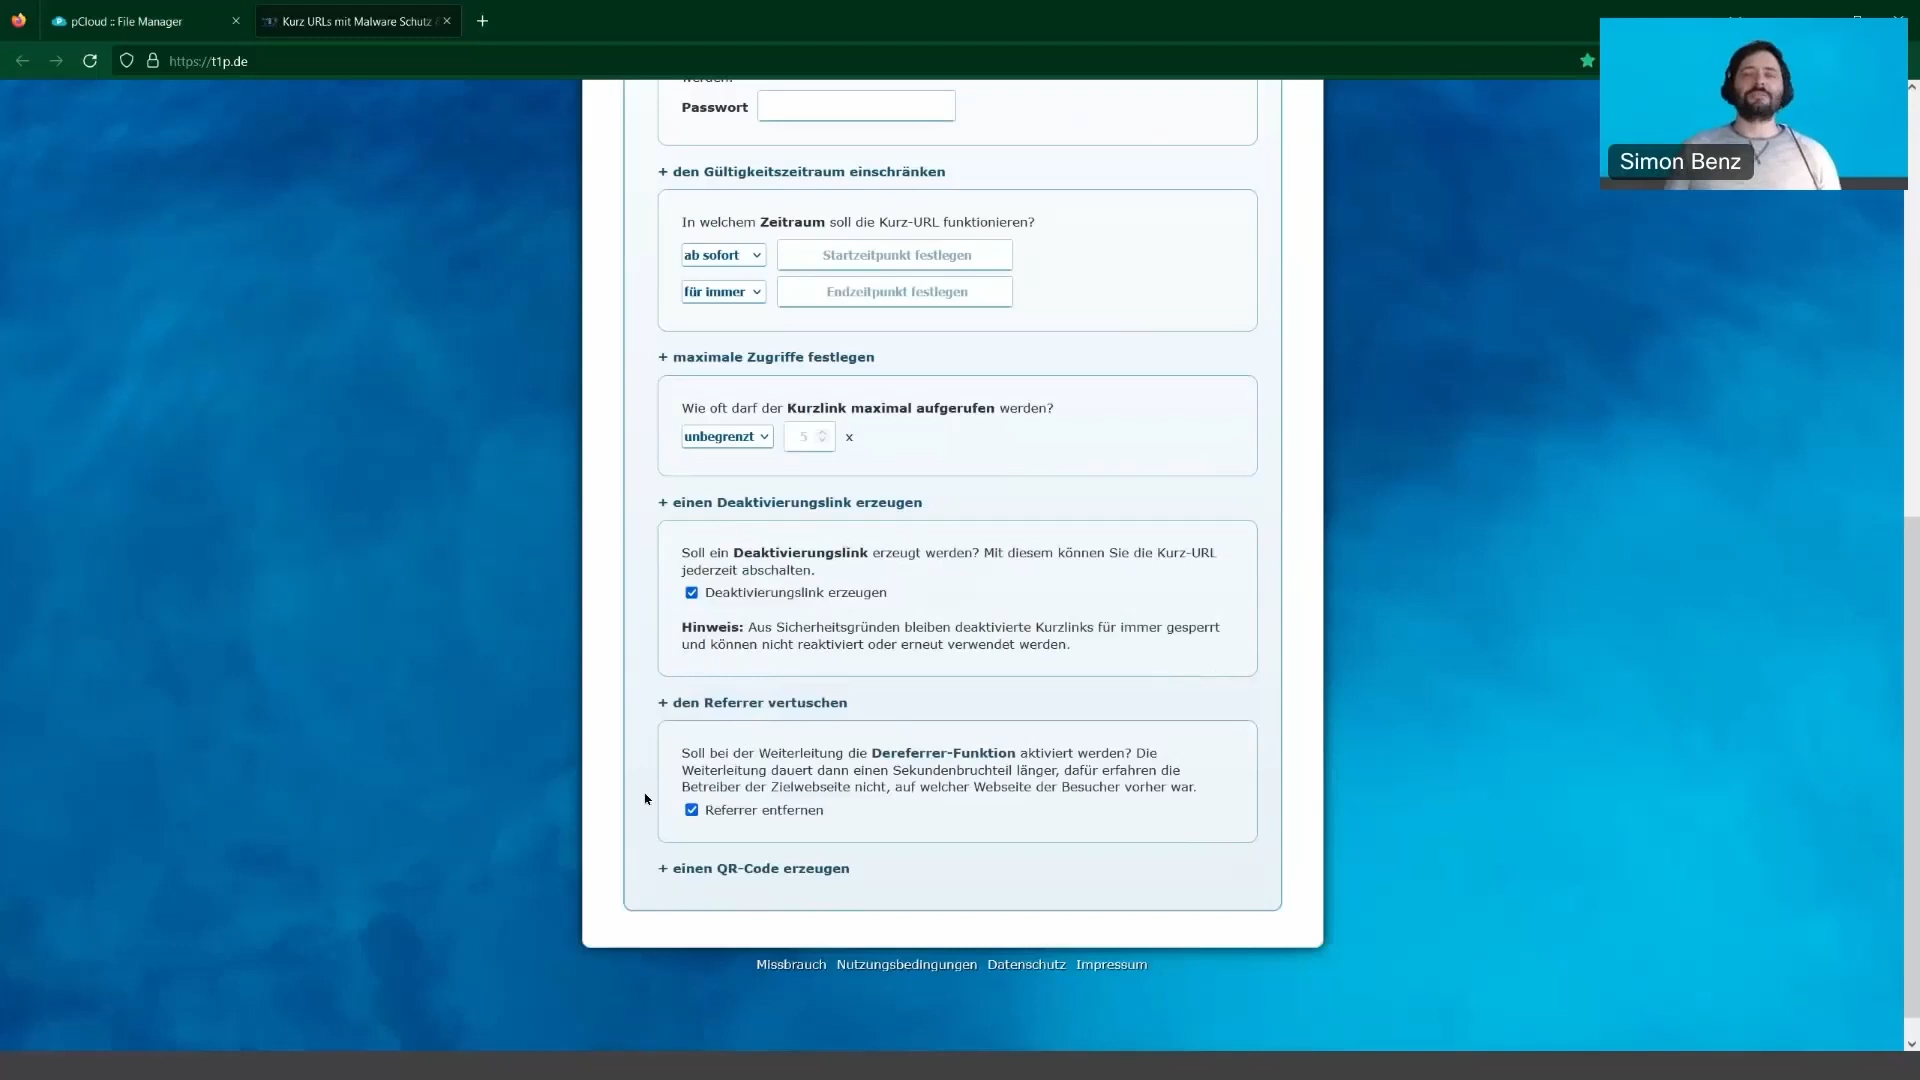 pCloud :: File Manager
Kurz URLs mit Malware Schutz
https://t1p.de
Simon Benz
Passwort
+ den Gültigkeitszeitraum einschränken
In welchem Zeitraum soll die Kurz-URL funktionieren?
ab sofort Startzeitpunkt festlegen
für immer Endzeitpunkt festlegen
+ maximale Zugriffe festlegen
Wie oft darf der Kurzlink maximal aufgerufen werden?
unbegrenzt 5 x
+ einen Deaktivierungslink erzeugen
Soll ein Deaktivierungslink erzeugt werden? Mit diesem können Sie die Kurz-URL
jederzeit abschalten.
Deaktivierungslink erzeugen
Hinweis: Aus Sicherheitsgründen bleiben deaktivierte Kurzlinks für immer gesperrt
und können nicht reaktiviert oder erneut verwendet werden.
+ den Referrer vertuschen
Soll bei der Weiterleitung die Dereferrer-Funktion aktiviert werden? Die
Weiterleitung dauert dann einen Sekundenbruchteil länger, dafür erfahren die
Betreiber der Zielwebseite nicht, auf welcher Webseite der Besucher vorher war.
Referrer entfernen
+ einen QR-Code erzeugen
Missbrauch Nutzungsbedingungen Datenschutz Impressum